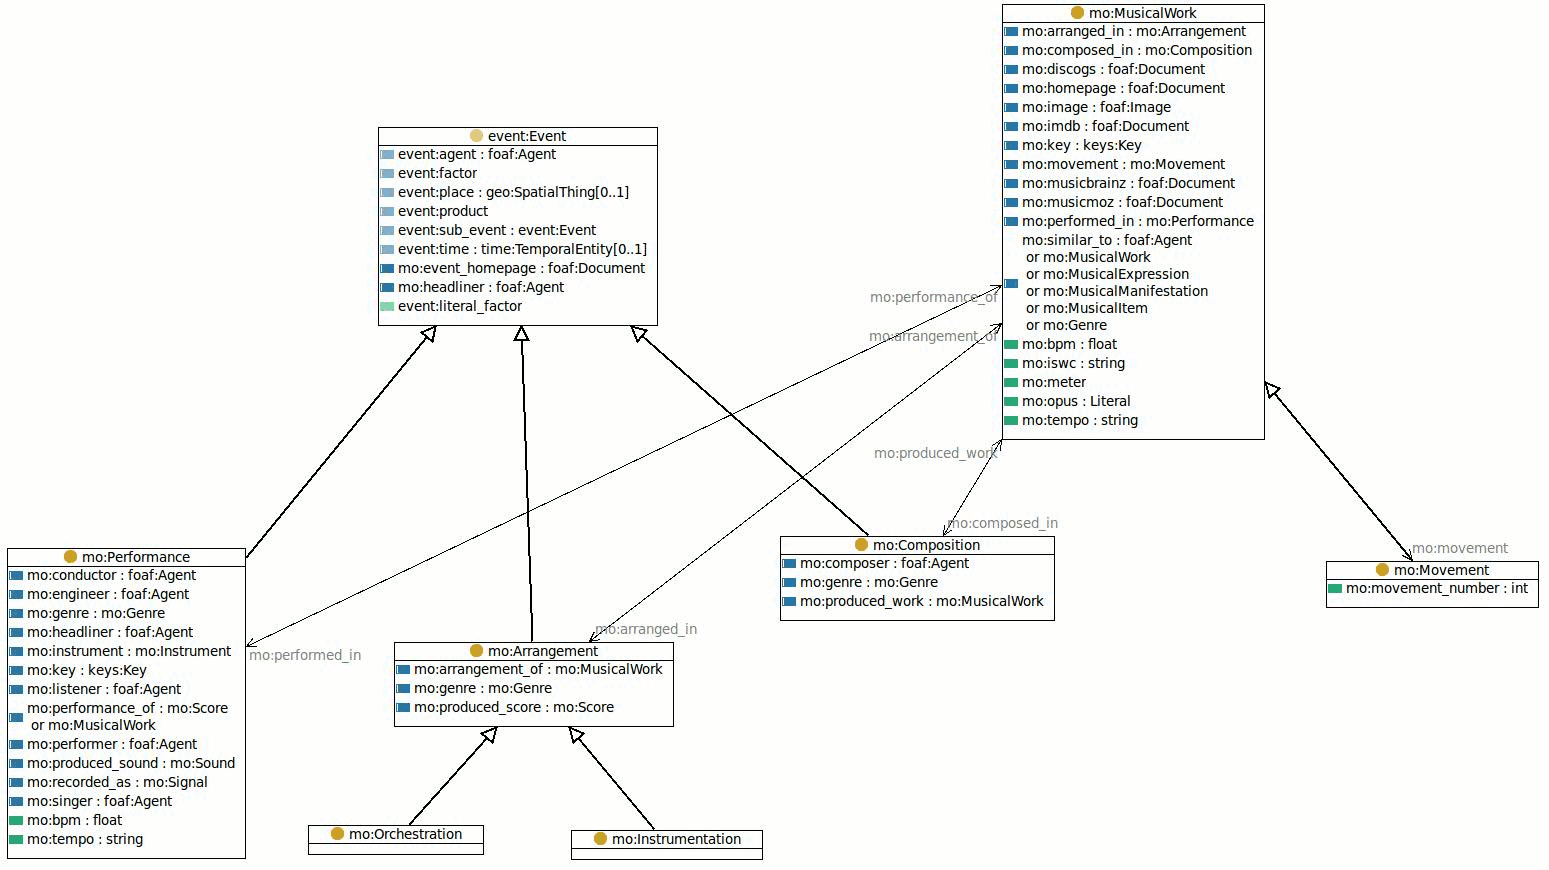 mo:MusicalWork
mo:arranged_in : mo:Arrangement
mo:composed_in : mo:Composition
mo:discogs : foaf:Document
mo:homepage : foaf:Document
mo:image : foaf:Image
mo:imdb : foaf:Document
mo:key : keys:Key
mo:movement : mo:Movement
mo:musicbrainz : foaf:Document
mo:musicmoz : foaf:Document
mo:performed_in : mo:Performance
mo:similar_to : foaf:Agent
or mo:MusicalWork
or mo:MusicalExpression
or mo:MusicalManifestation
or mo:MusicalItem
or mo:Genre
mo:bpm : float
mo:iswc : string
mo:meter
mo:opus : Literal
mo:tempo : string
event:Event
event:agent : foaf:Agent
event:factor
event:place : geo:SpatialThing[0..1]
event:product
event:sub_event : event:Event
event:time : time:TemporalEntity[0..1]
mo:event_homepage : foaf:Document
mo:headliner : foaf:Agent
event:literal_factor
mo:performance_of
mo:arrangement_of
mo:produced_work
mo:composed_in
mo:movement
mo:arranged_in
mo:performed_in
mo:Performance
mo:conductor : foaf:Agent
mo:engineer : foaf:Agent
mo:genre : mo:Genre
mo:headliner : foaf:Agent
mo:instrument : mo:Instrument
mo:key : keys:Key
mo:listener : foaf:Agent
mo:performance_of : mo:Score
or mo:MusicalWork
mo:performer : foaf:Agent
mo:produced_sound : mo:Sound
mo:recorded_as : mo:Signal
mo:singer : foaf:Agent
mo:bpm : float
mo:tempo : string
mo:Arrangement
mo:arrangement_of : mo:MusicalWork
mo:genre : mo:Genre
mo:produced_score : mo:Score
mo:Composition
mo:composer : foaf:Agent
mo:genre : mo:Genre
mo:produced_work : mo:MusicalWork
mo:Movement
mo:movement_number : int
mo:Orchestration
mo:Instrumentation